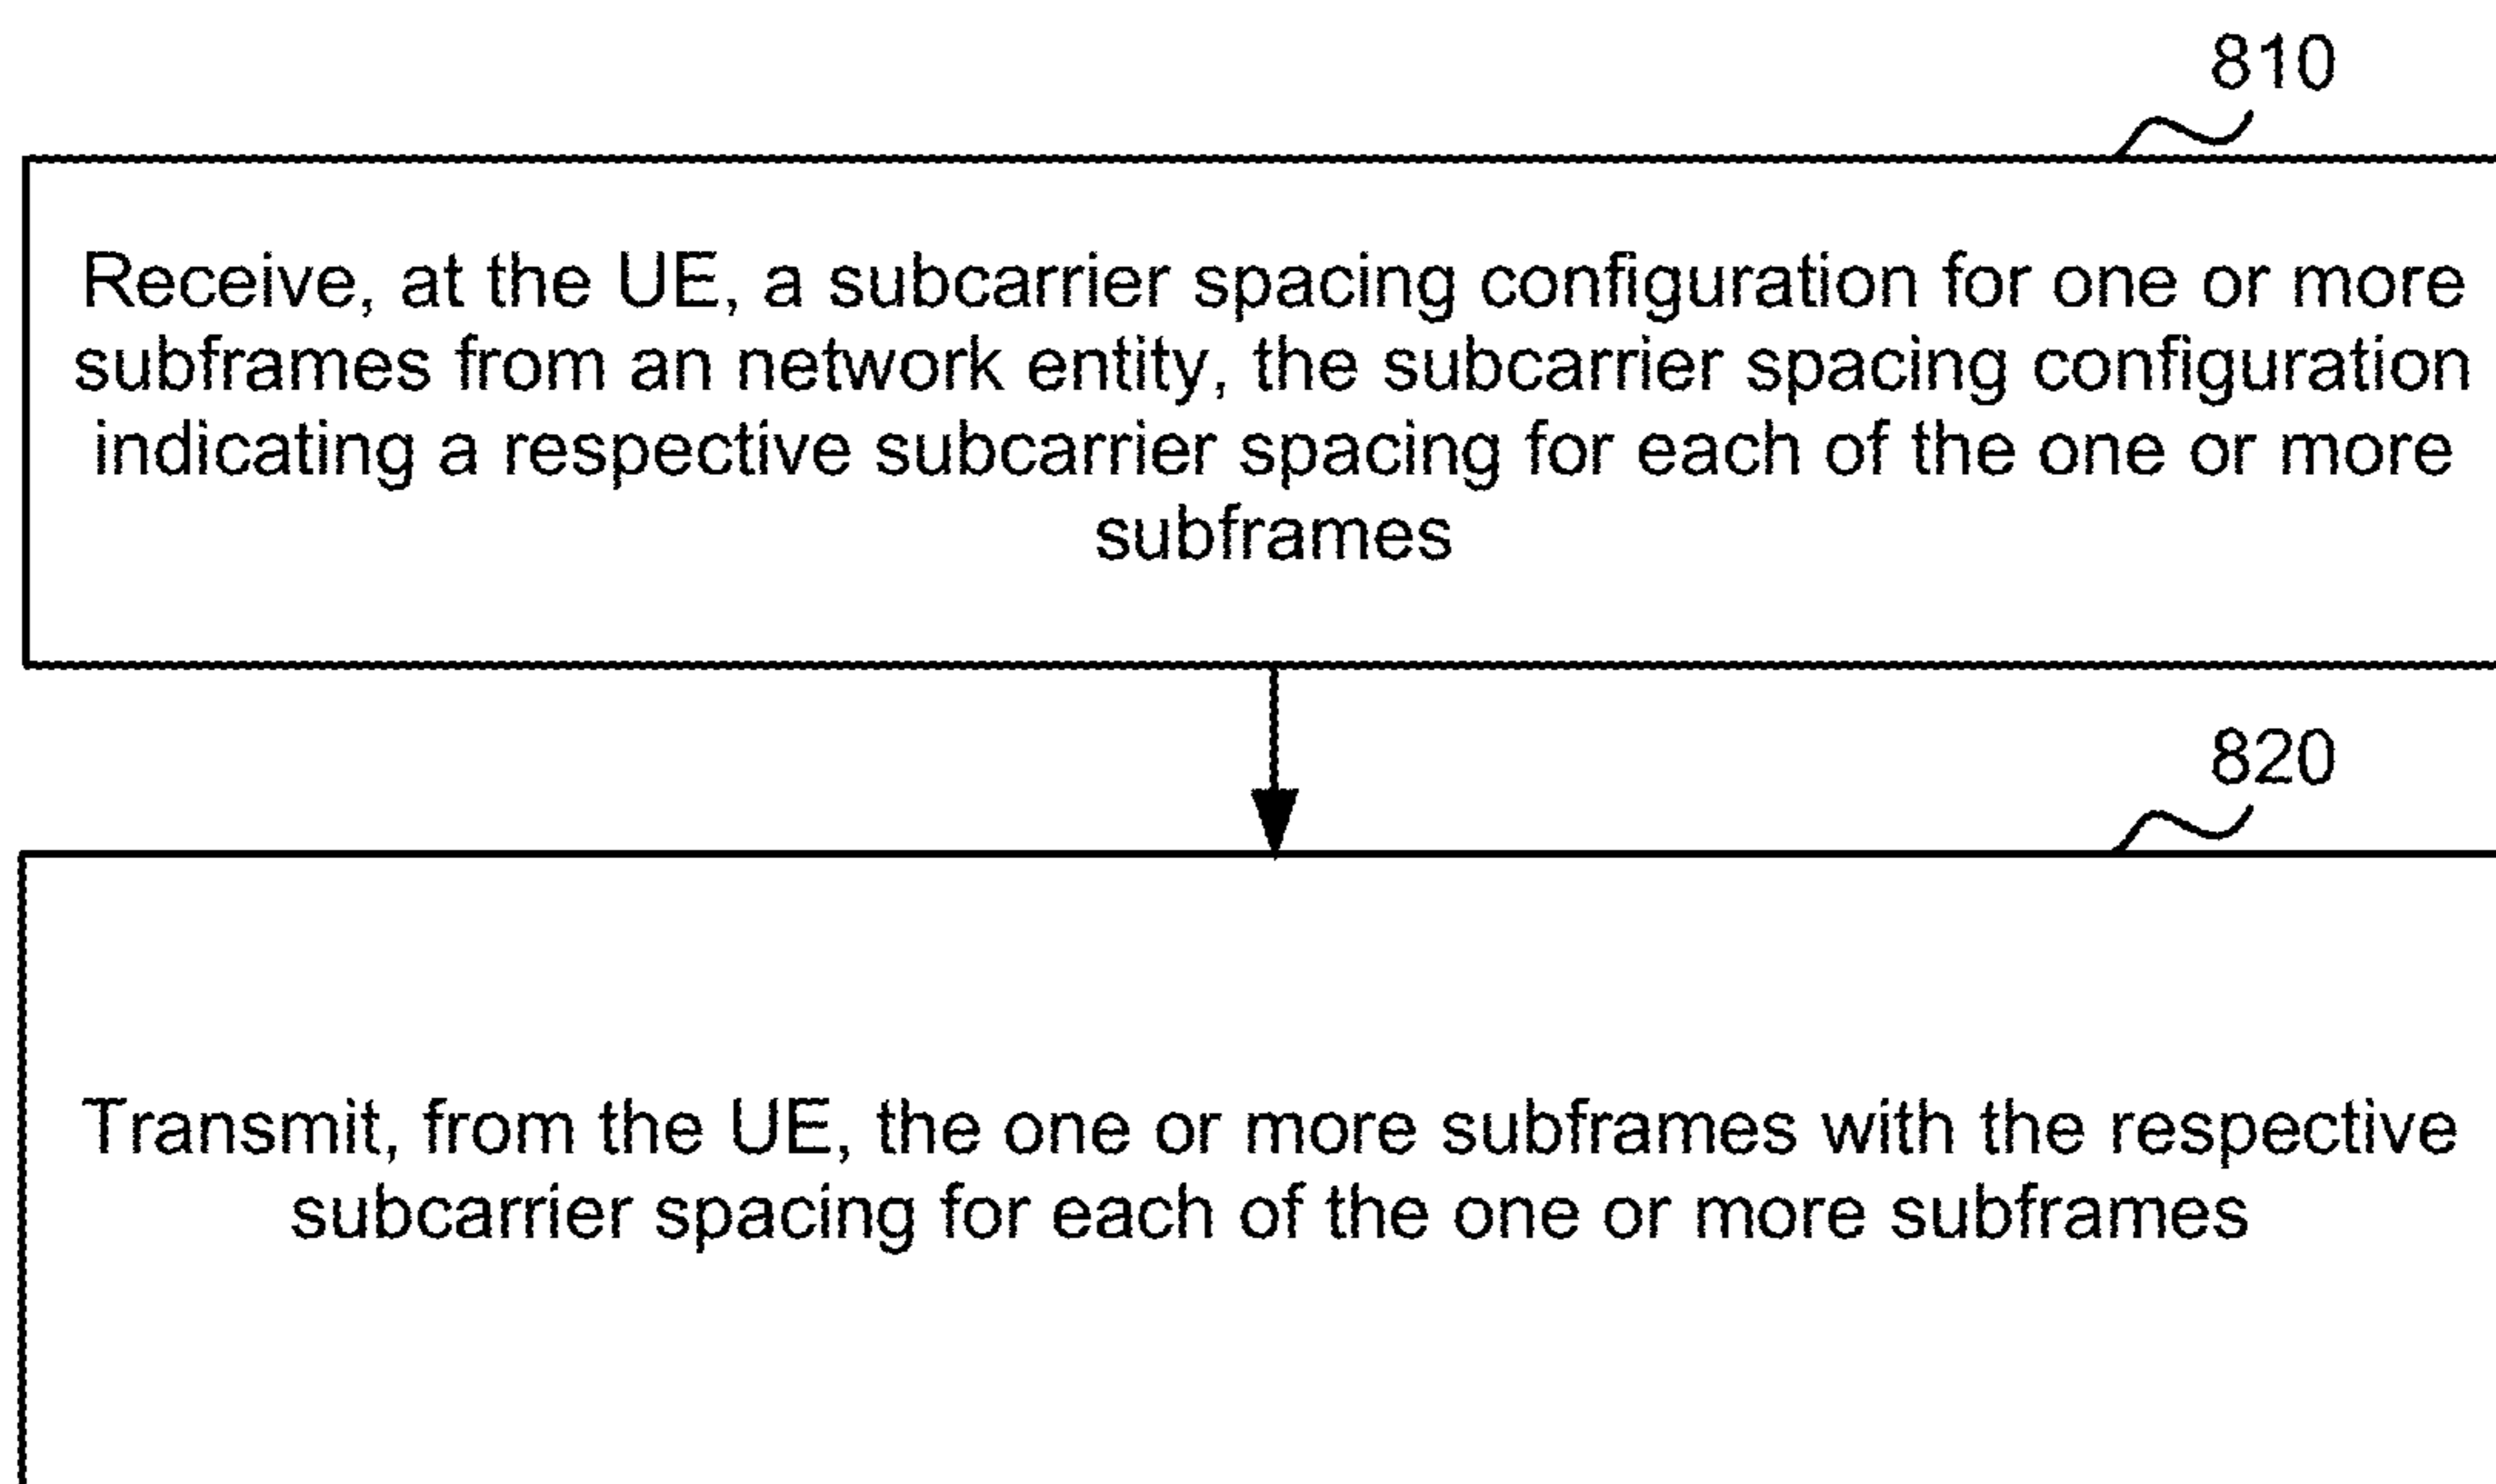 810
Receive, at the UE, a subcarrier spacing configuration for one or more
subframes from an network entity, the subcarrier spacing configuration
indicating a respective subcarrier spacing for each of the one or more
subframes
820
Transmit, from the UE, the one or more subframes with the respective
subcarrier spacing for each of the one or more subframes